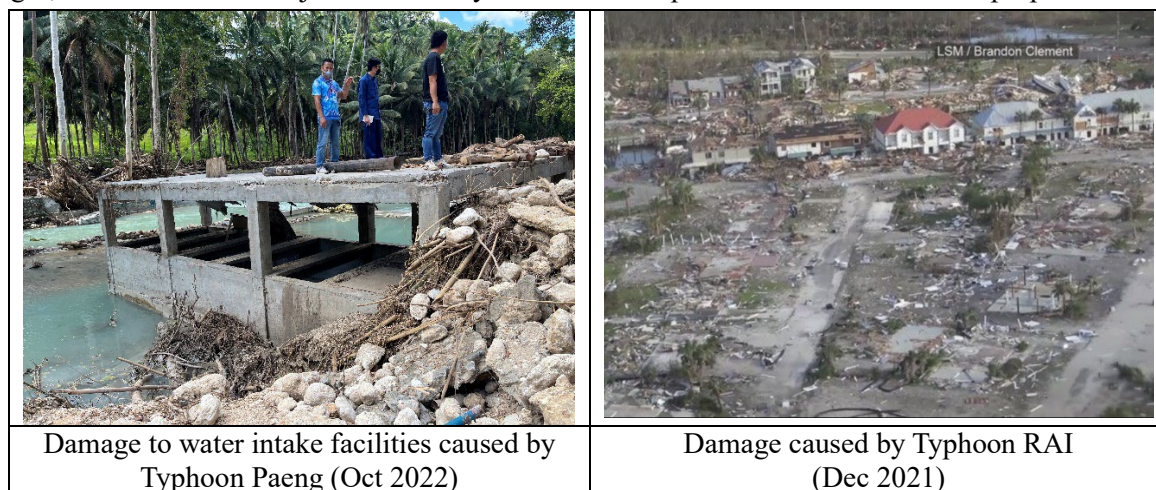 LSM / Brandon Clement
Damage to water intake facilities caused by
Typhoon Paeng (Oct 2022)
Damage caused by Typhoon RAI
(Dec 2021)